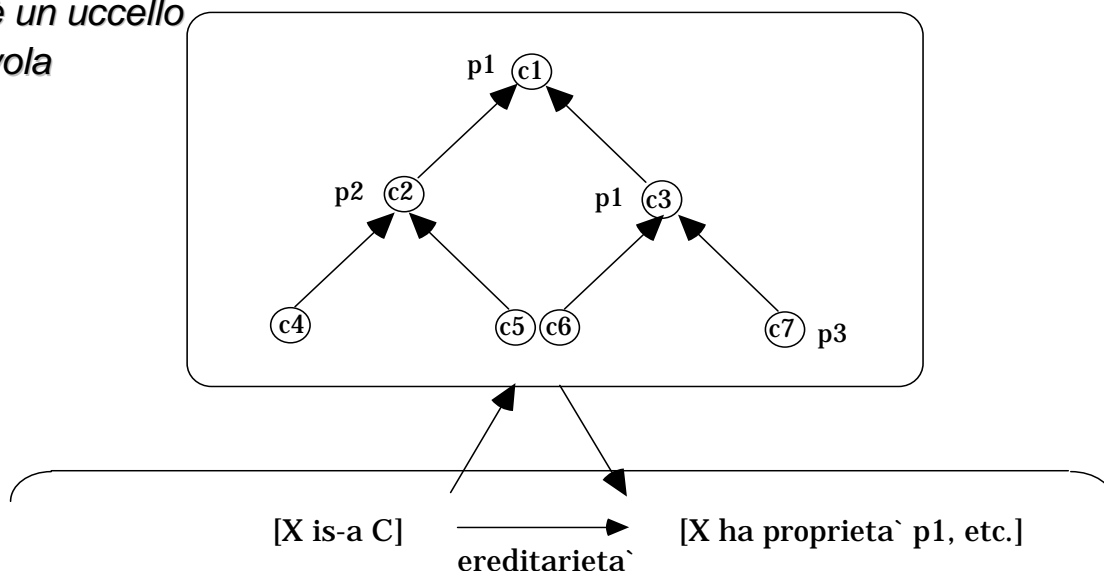 è un uccello
vola
p1 c1
p2 c2 p1 c3
c4 c5 c6 c7 p3
[X is-a C] [X ha proprieta` p1, etc.]
ereditarieta`